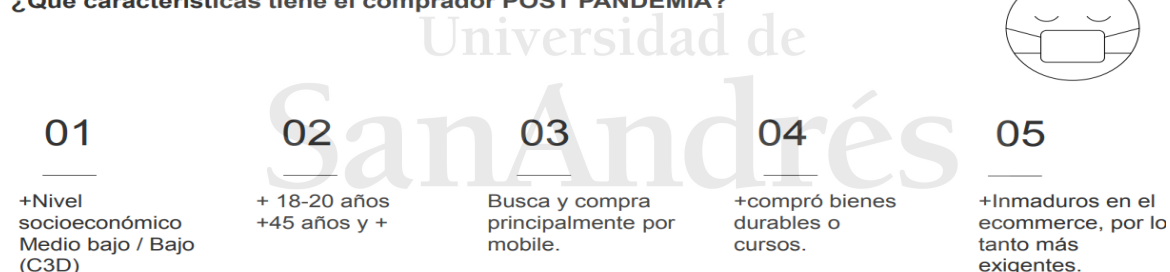 ¿Qué características tiene el comprador POST PANDEMIA?
Universidad de
SanAndrés
01
+Nivel
socioeconómico
Medio bajo / Bajo
(C3D)
02
+ 18-20 años
+45 años y +
03
Busca y compra
principalmente por
mobile.
04
+compró bienes
durables o
cursos.
05
+Inmaduros en el
ecommerce, por lo
tanto más
exigentes.